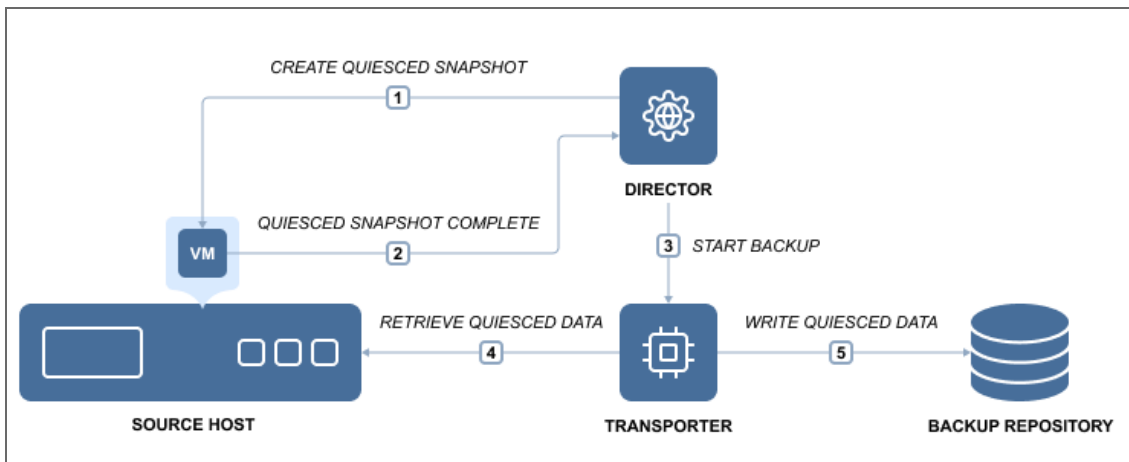 CREATE QUIESCED SNAPSHOT
1
DIRECTOR
QUIESCED SNAPSHOT COMPLETE
VM
2
3
START BACKUP
RETRIEVE QUIESCED DATA
WRITE QUIESCED DATA
4
5
SOURCE HOST
TRANSPORTER
BACKUP REPOSITORY